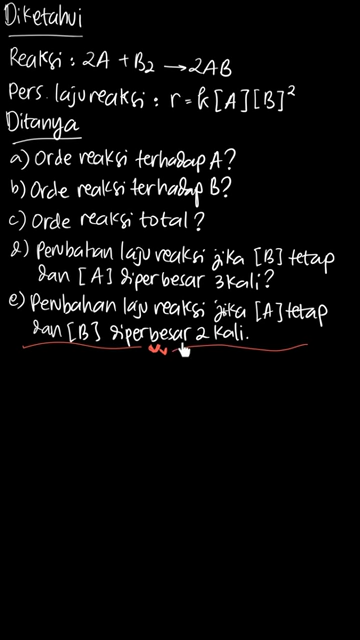 Diketahui
Reaksi : 2A + B₂ → 2AB
Pers. laju reaksi : r = k [A][B]²
Ditanya
a) Orde reaksi terhadap A?
b) Orde reaksi terhadap B?
c) Orde reaksi total?
d) Perubahan laju reaksi jika [B] tetap
dan [A] diperbesar 3 kali?
e) Perubahan laju reaksi jika [A] tetap
dan [B] diperbesar 2 kali.